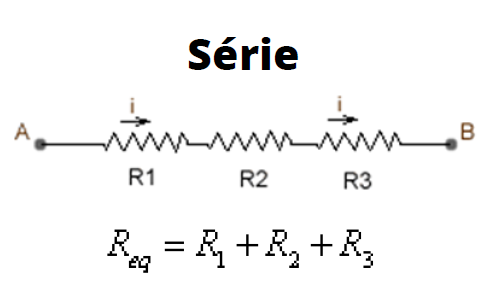 Série
i i
A B
R1 R2 R3
Req = R1 + R2 + R3